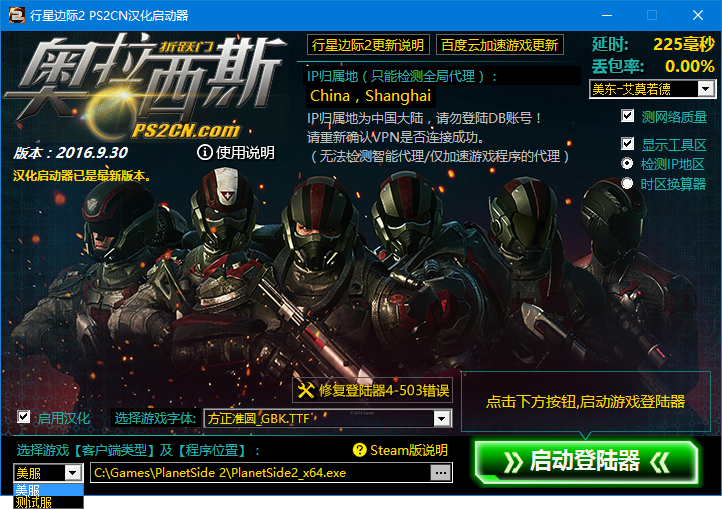 行星边际2 PS2CN汉化启动器
奥拉西斯
折跃门
PS2CN.com
版本：2016.9.30
使用说明
汉化启动器已是最新版本。
行星边际2更新说明
百度云加速游戏更新
IP归属地（只能检测全局代理）：
China，Shanghai
IP归属地为中国大陆，请勿登陆DB账号！
请重新确认VPN是否连接成功。
（无法检测智能代理/仅加速游戏程序的代理）
延时: 225毫秒
丢包率: 0.00%
美东-艾莫若德
测网络质量
显示工具区
检测IP地区
时区换算器
修复登陆器4-503错误
启用汉化
选择游戏字体:
方正准圆_GBK.TTF
点击下方按钮,启动游戏登陆器
选择游戏【客户端类型】及【程序位置】：
Steam版说明
美服
C:\Games\PlanetSide 2\PlanetSide2_x64.exe
...
启动登陆器
美服
测试服